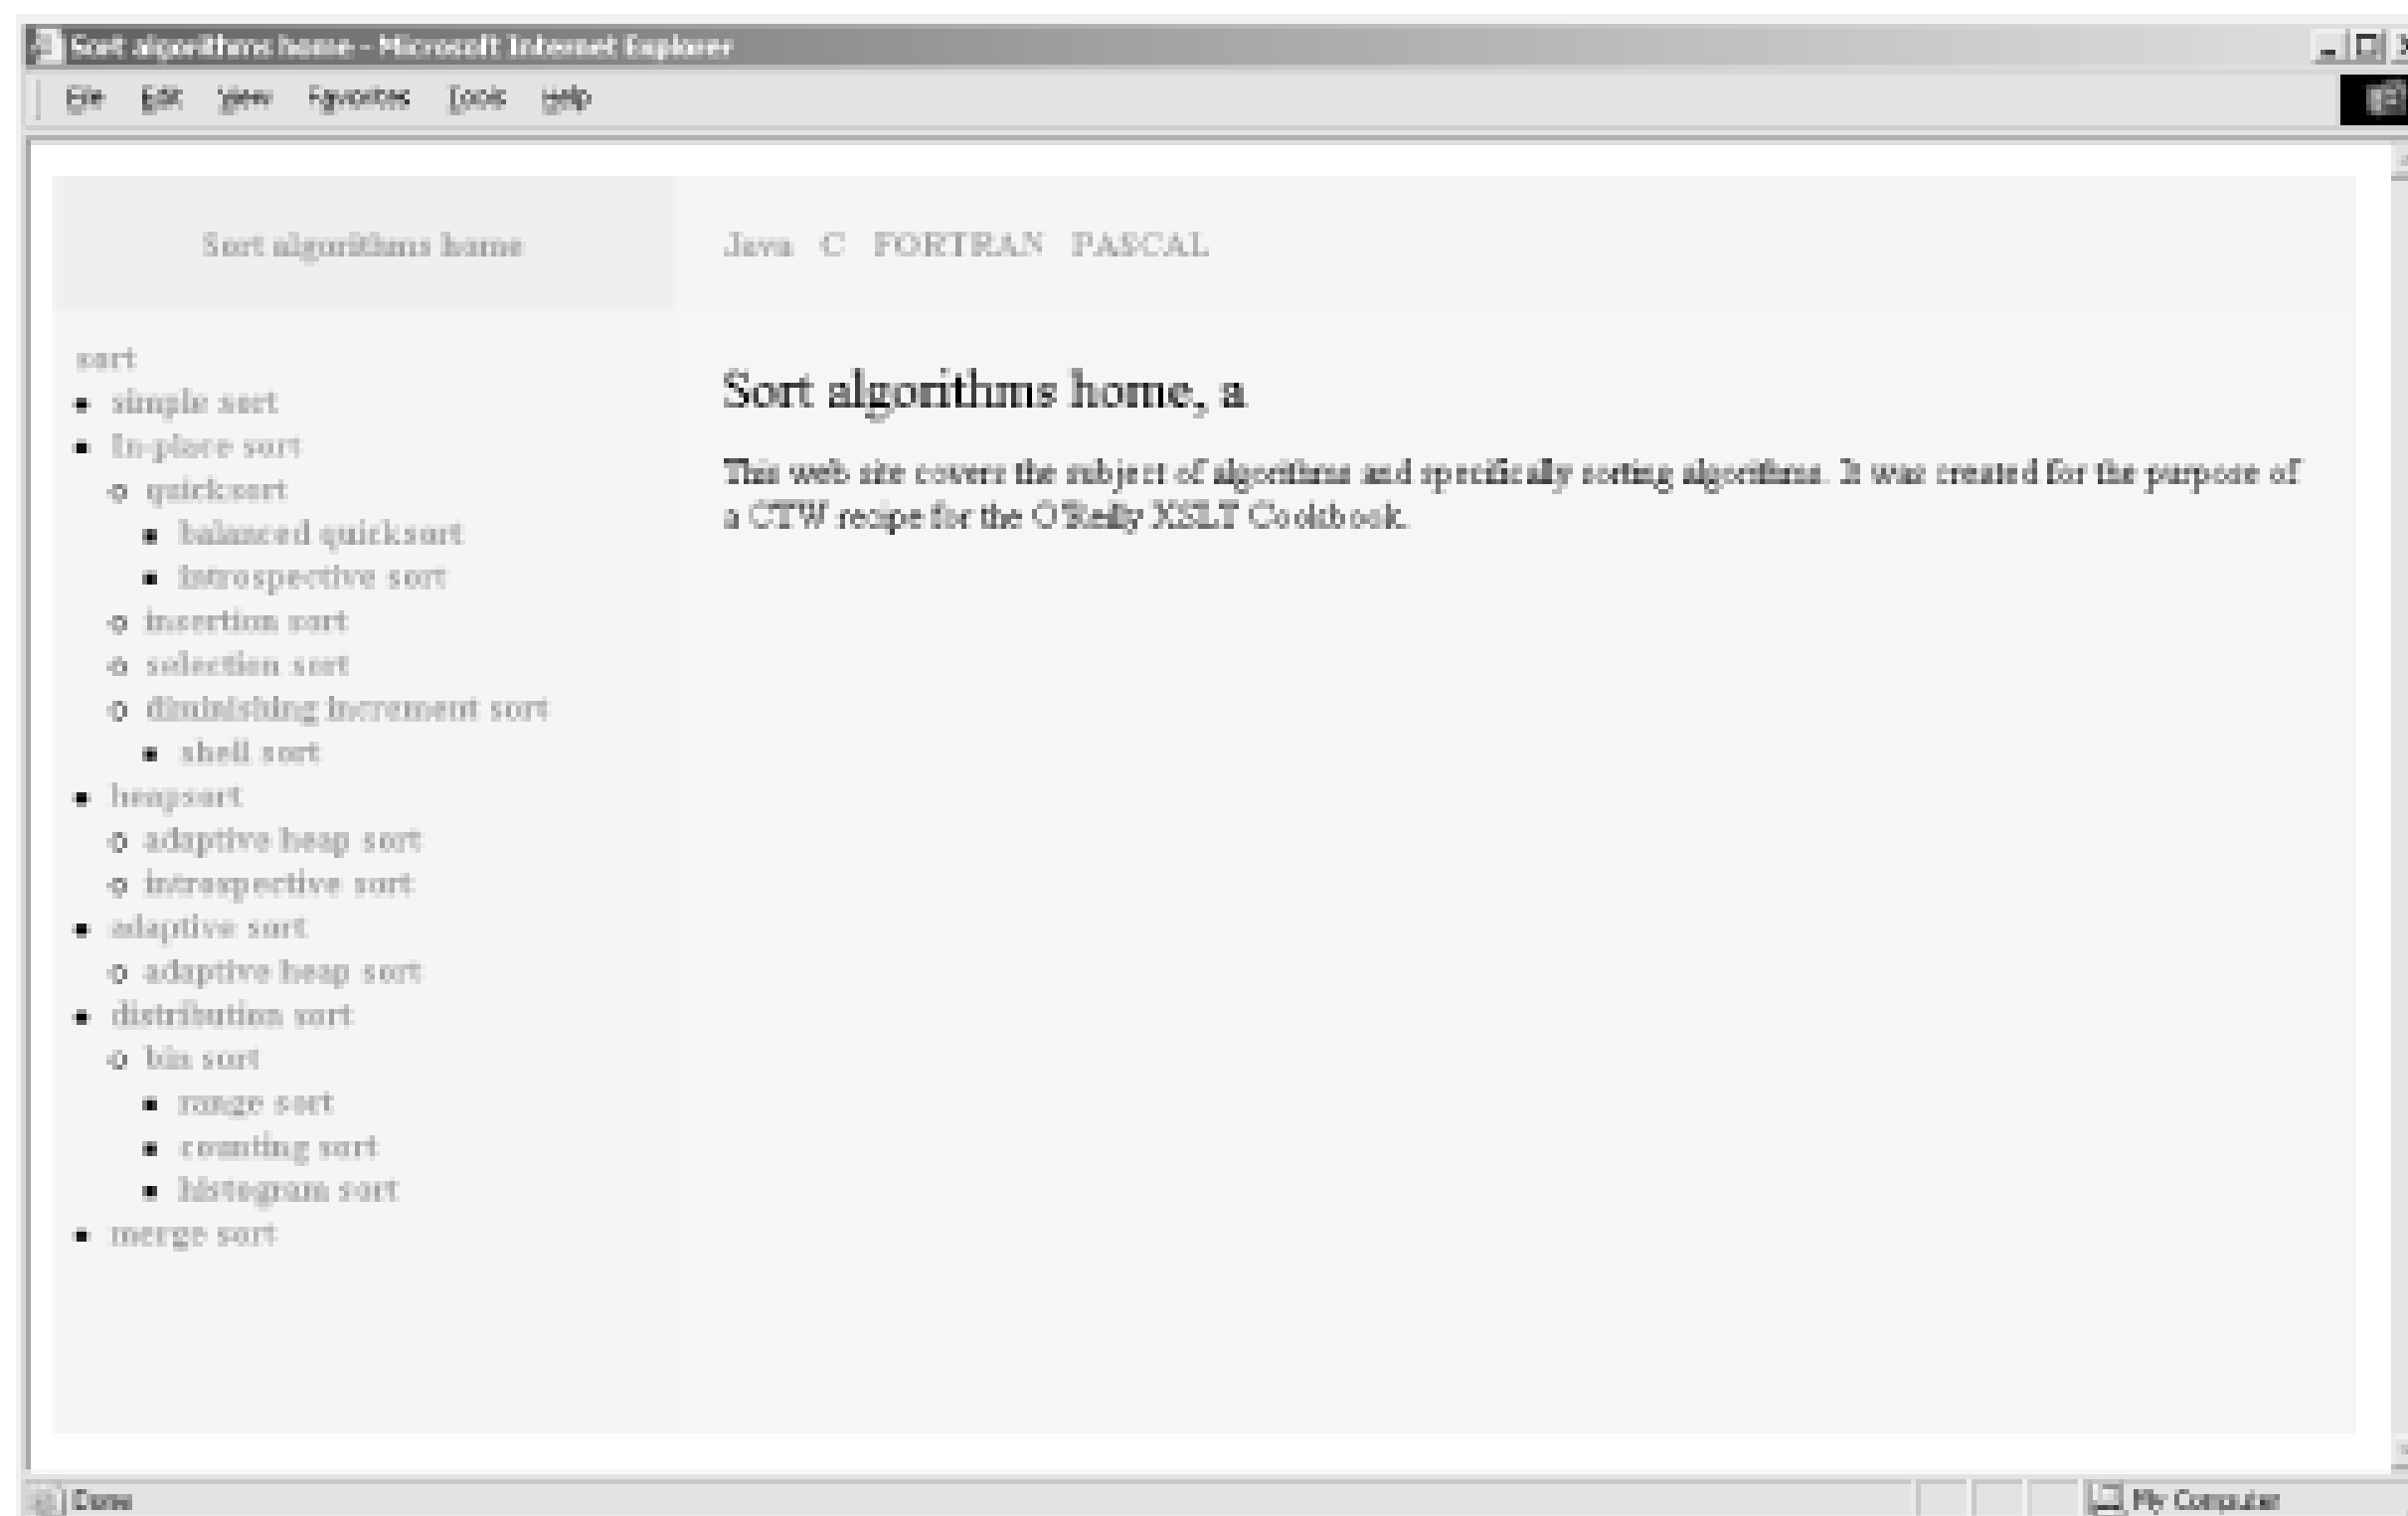 Sort algorithms home - Microsoft Internet Explorer
File Edit View Favorites Tools Help
Sort algorithms home
Java C FORTRAN PASCAL
sort
simple sort
In-place sort
quicksort
balanced quicksort
introspective sort
insertion sort
selection sort
diminishing increment sort
shell sort
heapsort
adaptive heap sort
introspective sort
adaptive sort
adaptive heap sort
distribution sort
bin sort
range sort
counting sort
histogram sort
merge sort
Sort algorithms home, a
This web site covers the subject of algorithms and specifically sorting algorithms. It was created for the purpose of
a CTW recipe for the O'Reilly XSLT Cookbook.
Done
My Computer